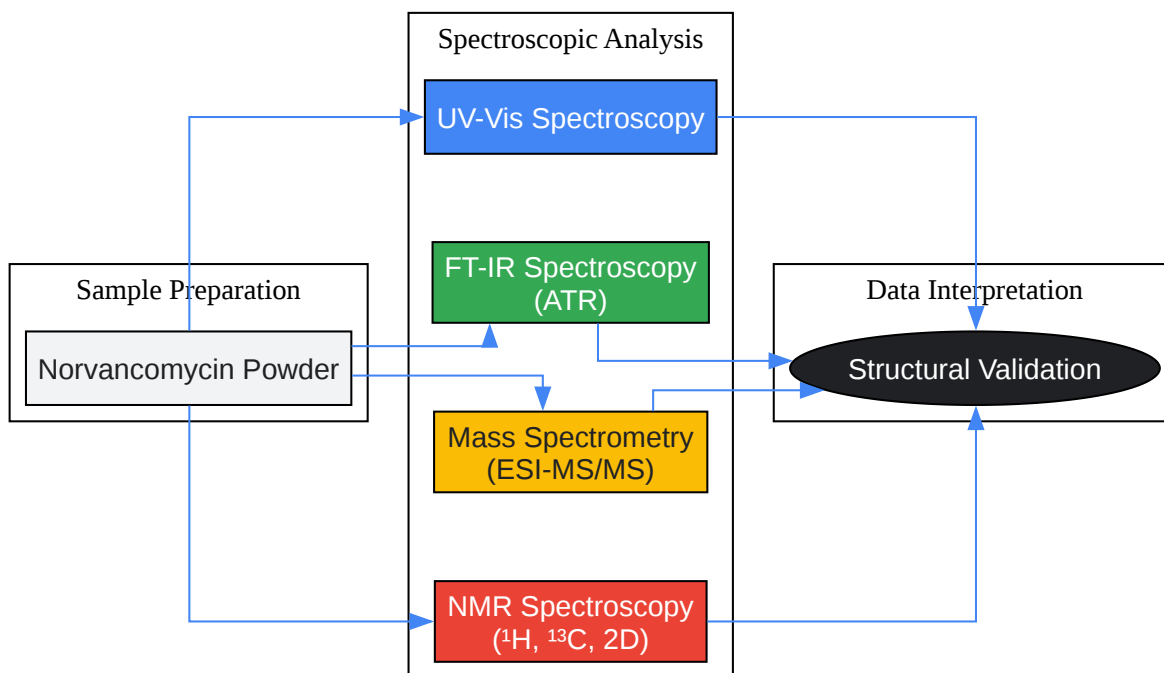 Sample Preparation
Norvancomycin Powder
Spectroscopic Analysis
UV-Vis Spectroscopy
FT-IR Spectroscopy
(ATR)
Mass Spectrometry
(ESI-MS/MS)
NMR Spectroscopy
(¹H, ¹³C, 2D)
Data Interpretation
Structural Validation